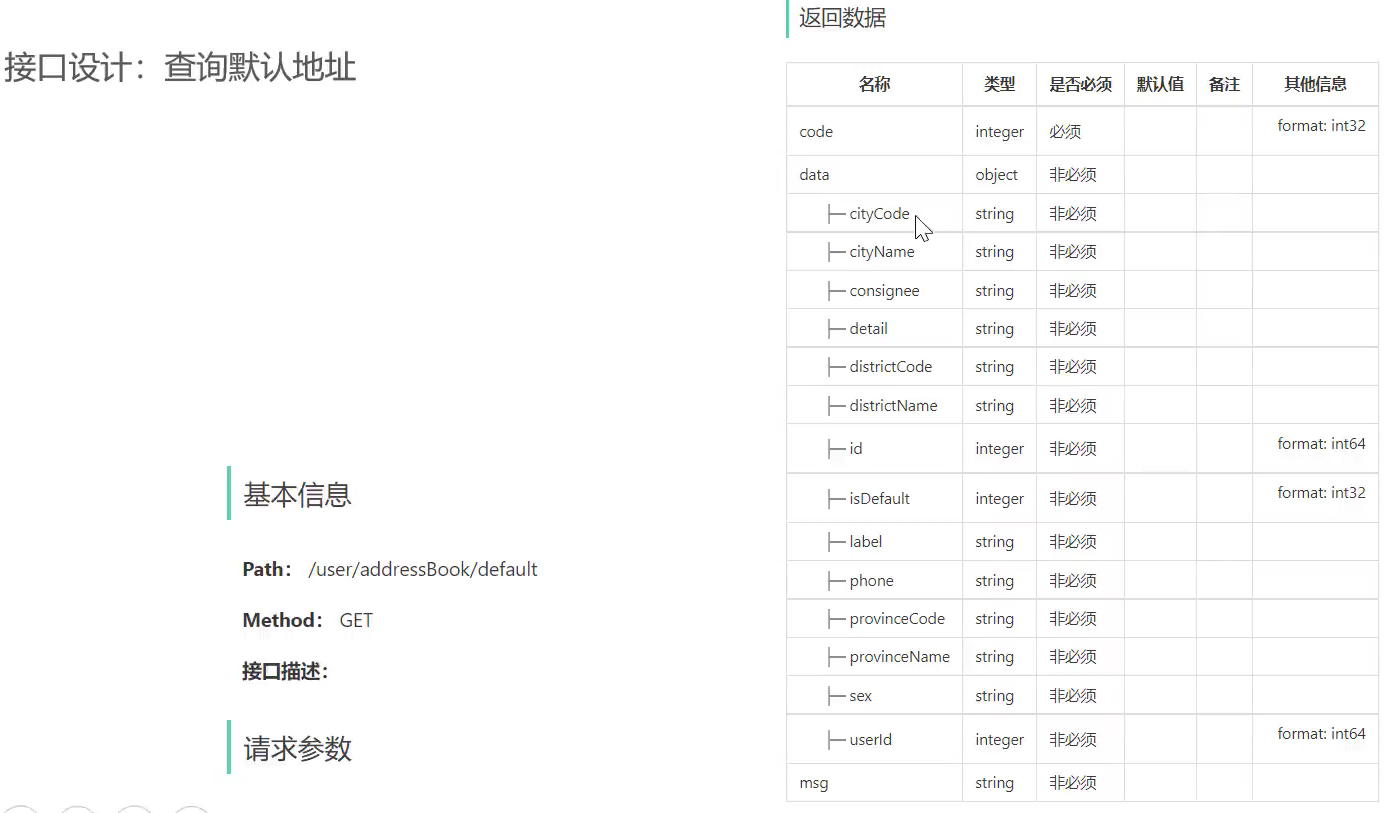 接口设计：查询默认地址
基本信息
Path： /user/addressBook/default
Method： GET
接口描述：
请求参数
返回数据
名称 类型 是否必须 默认值 备注 其他信息
code integer 必须 format: int32
data object 非必须
├─ cityCode string 非必须
├─ cityName string 非必须
├─ consignee string 非必须
├─ detail string 非必须
├─ districtCode string 非必须
├─ districtName string 非必须
├─ id integer 非必须 format: int64
├─ isDefault integer 非必须 format: int32
├─ label string 非必须
├─ phone string 非必须
├─ provinceCode string 非必须
├─ provinceName string 非必须
├─ sex string 非必须
├─ userId integer 非必须 format: int64
msg string 非必须